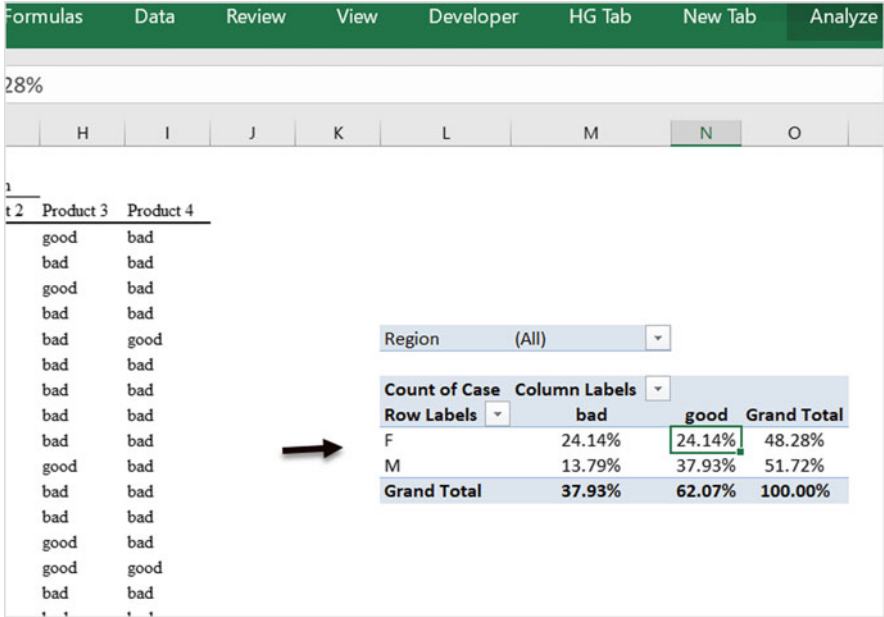 Formulas Data Review View Developer HG Tab New Tab Analyze
28%
H I J K L M N O
t 2 Product 3 Product 4
good bad
bad bad
good bad
bad bad
bad good
Region (All)
bad bad
bad bad
Count of Case Column Labels
bad bad
Row Labels bad good Grand Total
bad bad
F 24.14% 24.14% 48.28%
good bad
M 13.79% 37.93% 51.72%
bad bad
Grand Total 37.93% 62.07% 100.00%
bad bad
good bad
good good
bad bad